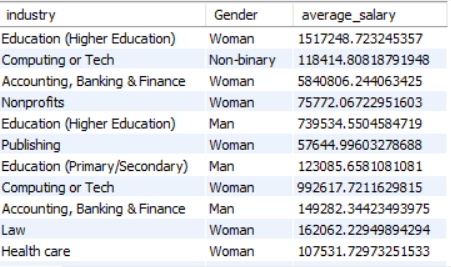 industry Gender average_salary
Education (Higher Education) Woman 1517248.723245357
Computing or Tech Non-binary 118414.80818791948
Accounting, Banking & Finance Woman 5840806.244063425
Nonprofits Woman 75772.06722951603
Education (Higher Education) Man 739534.5504584719
Publishing Woman 57644.99603278688
Education (Primary/Secondary) Man 123085.6581081081
Computing or Tech Woman 992617.7211629815
Accounting, Banking & Finance Man 149282.34423493975
Law Woman 162062.22949894294
Health care Woman 107531.72973251533